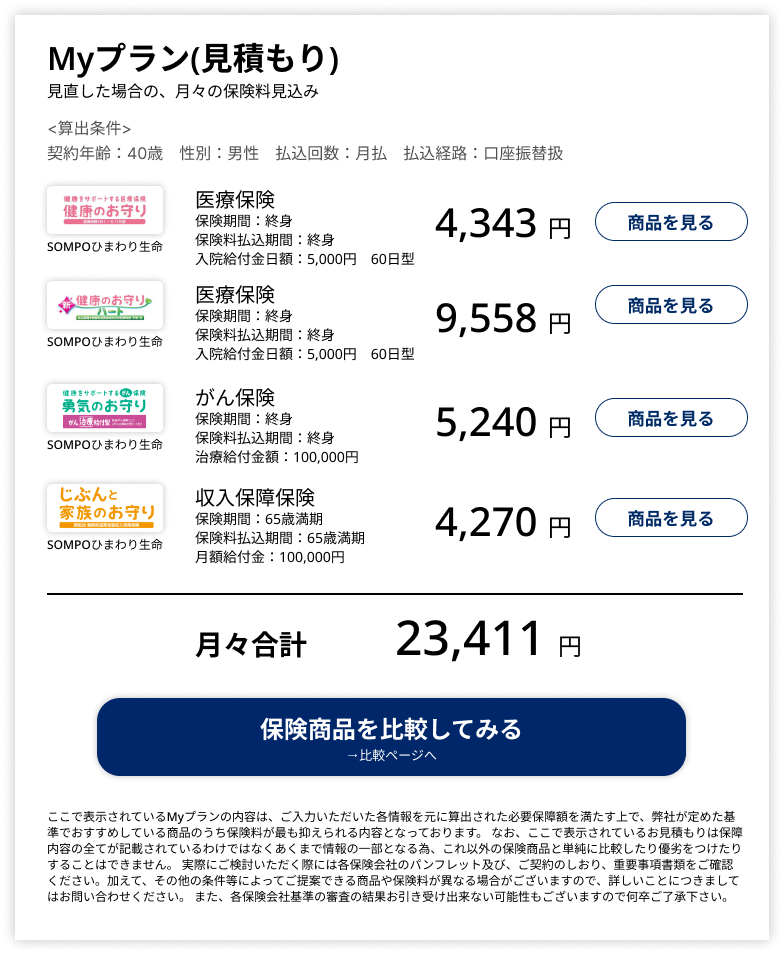 Myプラン(見積もり)
見直した場合の、月々の保険料見込み
<算出条件>
契約年齢：40歳　性別：男性　払込回数：月払　払込経路：口座振替扱
健康をサポートする医療保険
健康のお守り
SOMPOひまわり生命
医療保険
保険期間：終身
保険料払込期間：終身
入院給付金日額：5,000円　60日型
4,343 円
商品を見る
新 健康のお守り
ハート
SOMPOひまわり生命
医療保険
保険期間：終身
保険料払込期間：終身
入院給付金日額：5,000円　60日型
9,558 円
商品を見る
健康をサポートするがん保険
勇気のお守り
がん治療給付型
SOMPOひまわり生命
がん保険
保険期間：終身
保険料払込期間：終身
治療給付金額：100,000円
5,240 円
商品を見る
じぶんと
家族のお守り
SOMPOひまわり生命
収入保障保険
保険期間：65歳満期
保険料払込期間：65歳満期
月額給付金：100,000円
4,270 円
商品を見る
月々合計 23,411 円
保険商品を比較してみる
→比較ページへ
ここで表示されているMyプランの内容は、ご入力いただいた各情報を元に算出された必要保障額を満たす上で、弊社が定めた基
準でおすすめしている商品のうち保険料が最も抑えられる内容となっております。 なお、ここで表示されているお見積もりは保障
内容の全てが記載されているわけではなくあくまで情報の一部となる為、これ以外の保険商品と単純に比較したり優劣をつけたり
することはできません。 実際にご検討いただく際には各保険会社のパンフレット及び、ご契約のしおり、重要事項書類をご確認
ください。加えて、その他の条件等によってご提案できる商品や保険料が異なる場合がございますので、詳しいことにつきまして
はお問い合わせください。 また、各保険会社基準の審査の結果お引き受け出来ない可能性もございますので何卒ご了承下さい。